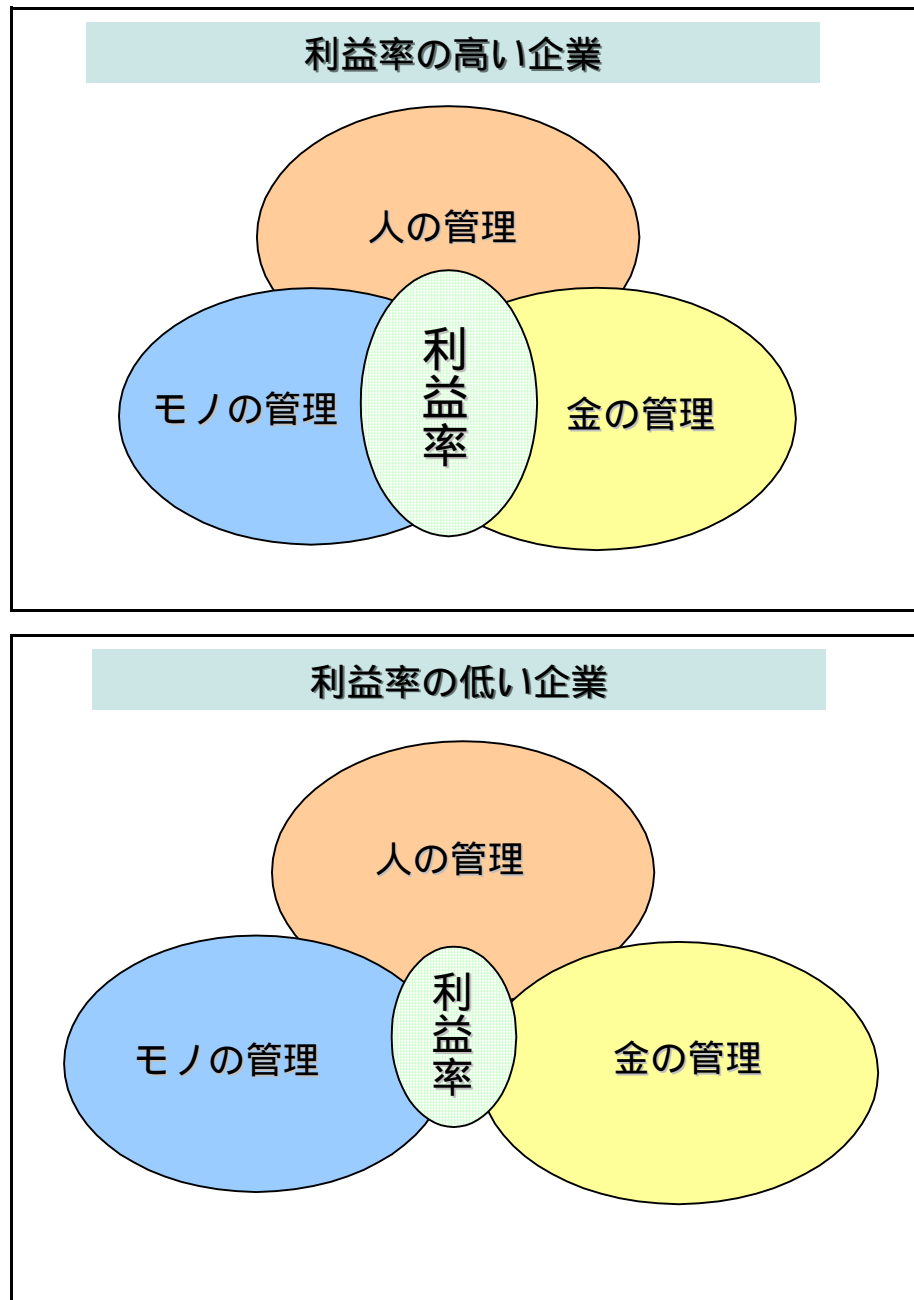 利益率の高い企業
人の管理
モノの管理
利益率
金の管理
利益率の低い企業
人の管理
モノの管理
利益率
金の管理